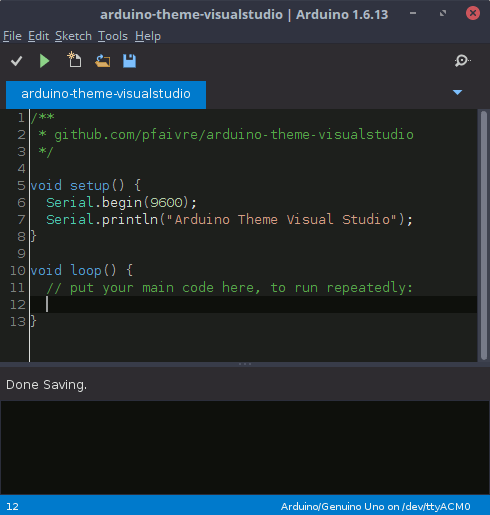 arduino-theme-visualstudio | Arduino 1.6.13
File Edit Sketch Tools Help
arduino-theme-visualstudio
1 /**
2  * github.com/pfaivre/arduino-theme-visualstudio
3  */
4
5 void setup() {
6   Serial.begin(9600);
7   Serial.println("Arduino Theme Visual Studio");
8 }
9
10 void loop() {
11   // put your main code here, to run repeatedly:
12
13 }
Done Saving.
12 Arduino/Genuino Uno on /dev/ttyACM0